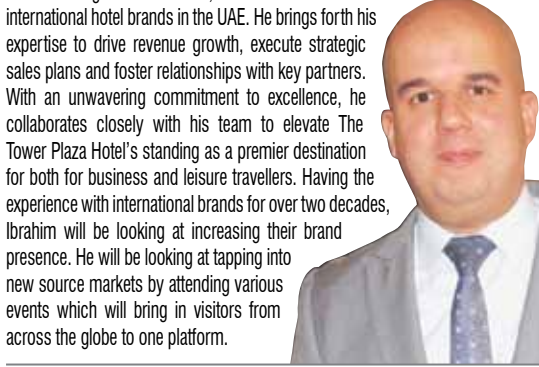 international hotel brands in the UAE. He brings forth his
expertise to drive revenue growth, execute strategic
sales plans and foster relationships with key partners.
With an unwavering commitment to excellence, he
collaborates closely with his team to elevate The
Tower Plaza Hotel's standing as a premier destination
for both for business and leisure travellers. Having the
experience with international brands for over two decades,
Ibrahim will be looking at increasing their brand
presence. He will be looking at tapping into
new source markets by attending various
events which will bring in visitors from
across the globe to one platform.